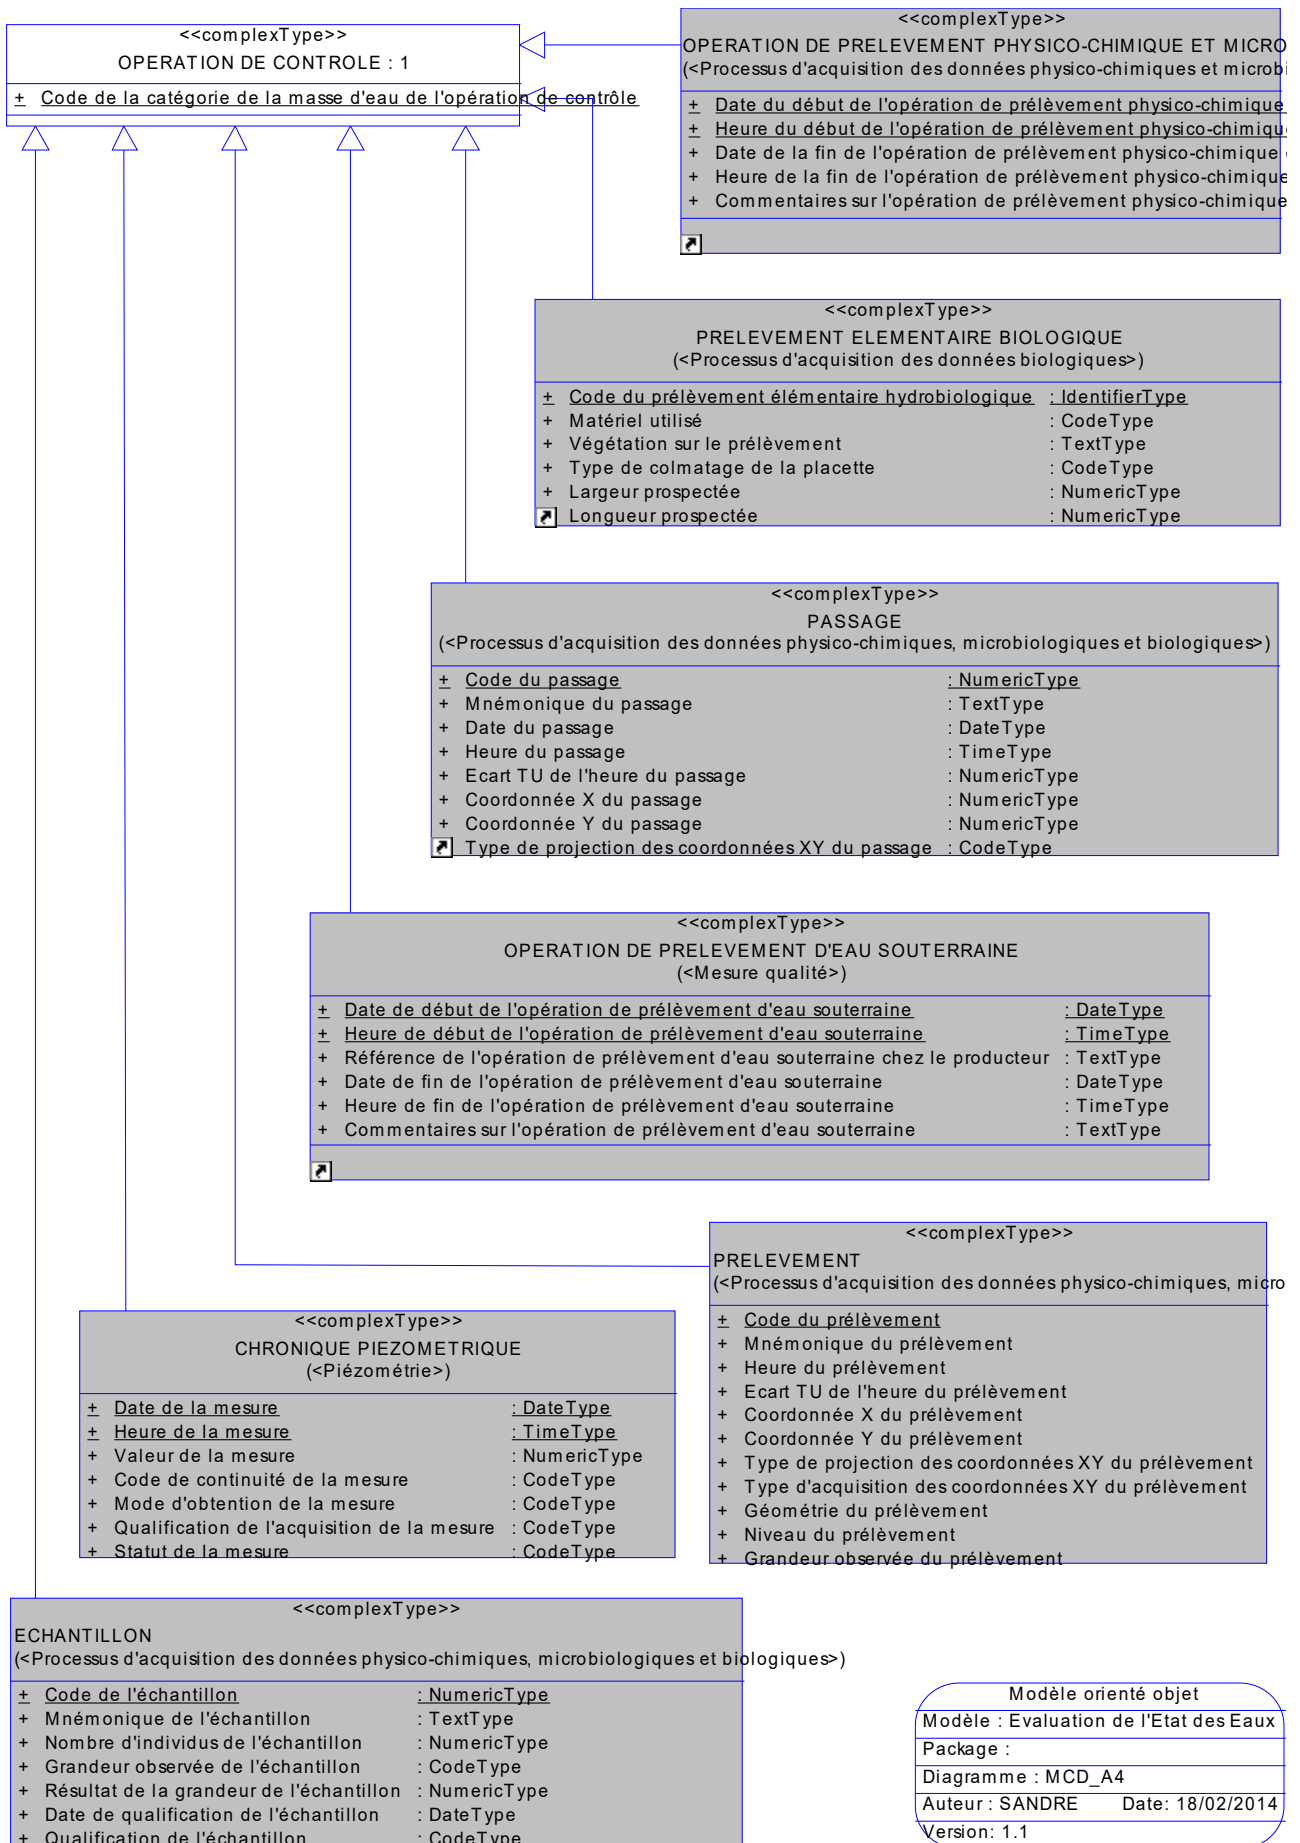 <<complexType>>
OPERATION DE CONTROLE : 1
+ Code de la catégorie de la masse d'eau de l'opération de contrôle
<<complexType>>
OPERATION DE PRELEVEMENT PHYSICO-CHIMIQUE ET MICRO
(<Processus d'acquisition des données physico-chimiques et microbi
+ Date du début de l'opération de prélèvement physico-chimique
+ Heure du début de l'opération de prélèvement physico-chimique
+ Date de la fin de l'opération de prélèvement physico-chimique
+ Heure de la fin de l'opération de prélèvement physico-chimique
+ Commentaires sur l'opération de prélèvement physico-chimique
<<complexType>>
PRELEVEMENT ELEMENTAIRE BIOLOGIQUE
(<Processus d'acquisition des données biologiques>)
+ Code du prélèvement élémentaire hydrobiologique : IdentifierType
+ Matériel utilisé : CodeType
+ Végétation sur le prélèvement : TextType
+ Type de colmatage de la placette : CodeType
+ Largeur prospectée : NumericType
Longueur prospectée : NumericType
<<complexType>>
PASSAGE
(<Processus d'acquisition des données physico-chimiques, microbiologiques et biologiques>)
+ Code du passage : NumericType
+ Mnémonique du passage : TextType
+ Date du passage : DateType
+ Heure du passage : TimeType
+ Ecart TU de l'heure du passage : NumericType
+ Coordonnée X du passage : NumericType
+ Coordonnée Y du passage : NumericType
Type de projection des coordonnées XY du passage : CodeType
<<complexType>>
OPERATION DE PRELEVEMENT D'EAU SOUTERRAINE
(<Mesure qualité>)
+ Date de début de l'opération de prélèvement d'eau souterraine : DateType
+ Heure de début de l'opération de prélèvement d'eau souterraine : TimeType
+ Référence de l'opération de prélèvement d'eau souterraine chez le producteur : TextType
+ Date de fin de l'opération de prélèvement d'eau souterraine : DateType
+ Heure de fin de l'opération de prélèvement d'eau souterraine : TimeType
+ Commentaires sur l'opération de prélèvement d'eau souterraine : TextType
<<complexType>>
PRELEVEMENT
(<Processus d'acquisition des données physico-chimiques, micro
+ Code du prélèvement
+ Mnémonique du prélèvement
+ Heure du prélèvement
+ Ecart TU de l'heure du prélèvement
+ Coordonnée X du prélèvement
+ Coordonnée Y du prélèvement
+ Type de projection des coordonnées XY du prélèvement
+ Type d'acquisition des coordonnées XY du prélèvement
+ Géométrie du prélèvement
+ Niveau du prélèvement
+ Grandeur observée du prélèvement
<<complexType>>
CHRONIQUE PIEZOMETRIQUE
(<Piézométrie>)
+ Date de la mesure : DateType
+ Heure de la mesure : TimeType
+ Valeur de la mesure : NumericType
+ Code de continuité de la mesure : CodeType
+ Mode d'obtention de la mesure : CodeType
+ Qualification de l'acquisition de la mesure : CodeType
+ Statut de la mesure : CodeType
<<complexType>>
ECHANTILLON
(<Processus d'acquisition des données physico-chimiques, microbiologiques et biologiques>)
+ Code de l'échantillon : NumericType
+ Mnémonique de l'échantillon : TextType
+ Nombre d'individus de l'échantillon : NumericType
+ Grandeur observée de l'échantillon : CodeType
+ Résultat de la grandeur de l'échantillon : NumericType
+ Date de qualification de l'échantillon : DateType
+ Qualification de l'échantillon : CodeType
Modèle orienté objet
Modèle : Evaluation de l'Etat des Eaux
Package :
Diagramme : MCD_A4
Auteur : SANDRE Date: 18/02/2014
Version: 1.1